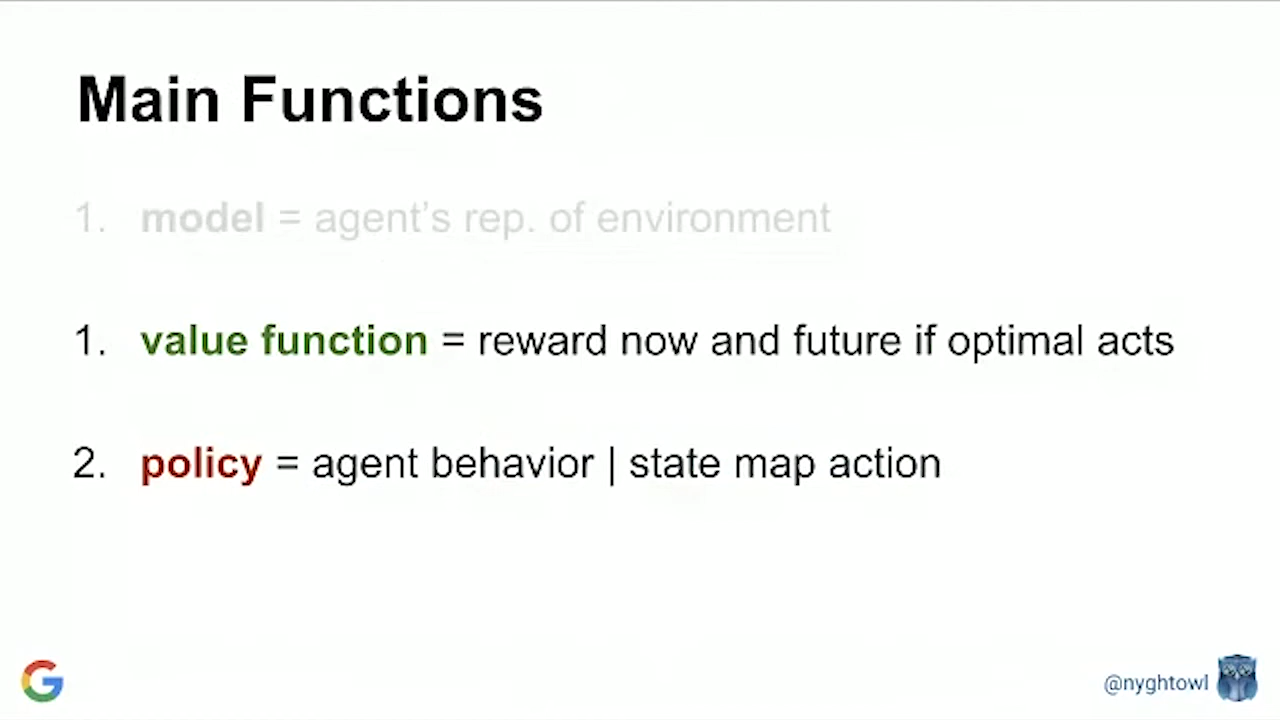 Main Functions
1. model = agent's rep. of environment
1. value function = reward now and future if optimal acts
2. policy = agent behavior | state map action
@nyghtowl